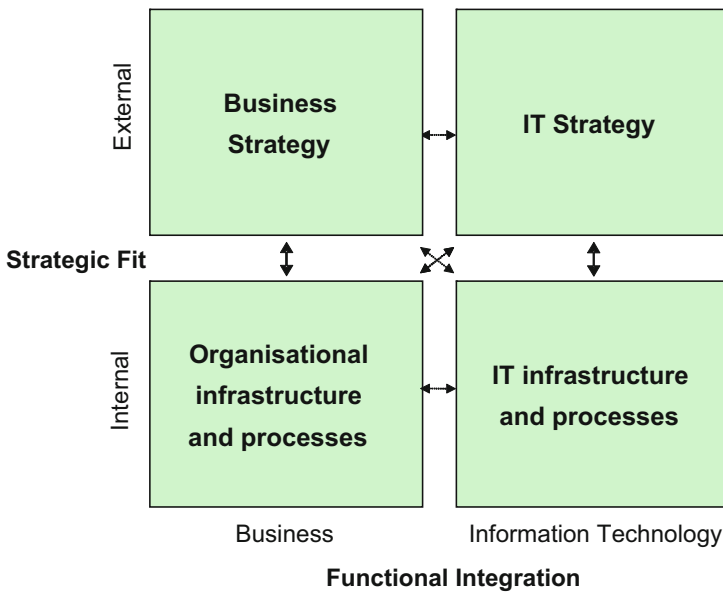 External
Business
Strategy
IT Strategy
Strategic Fit
Internal
Organisational
infrastructure
and processes
IT infrastructure
and processes
Business
Information Technology
Functional Integration